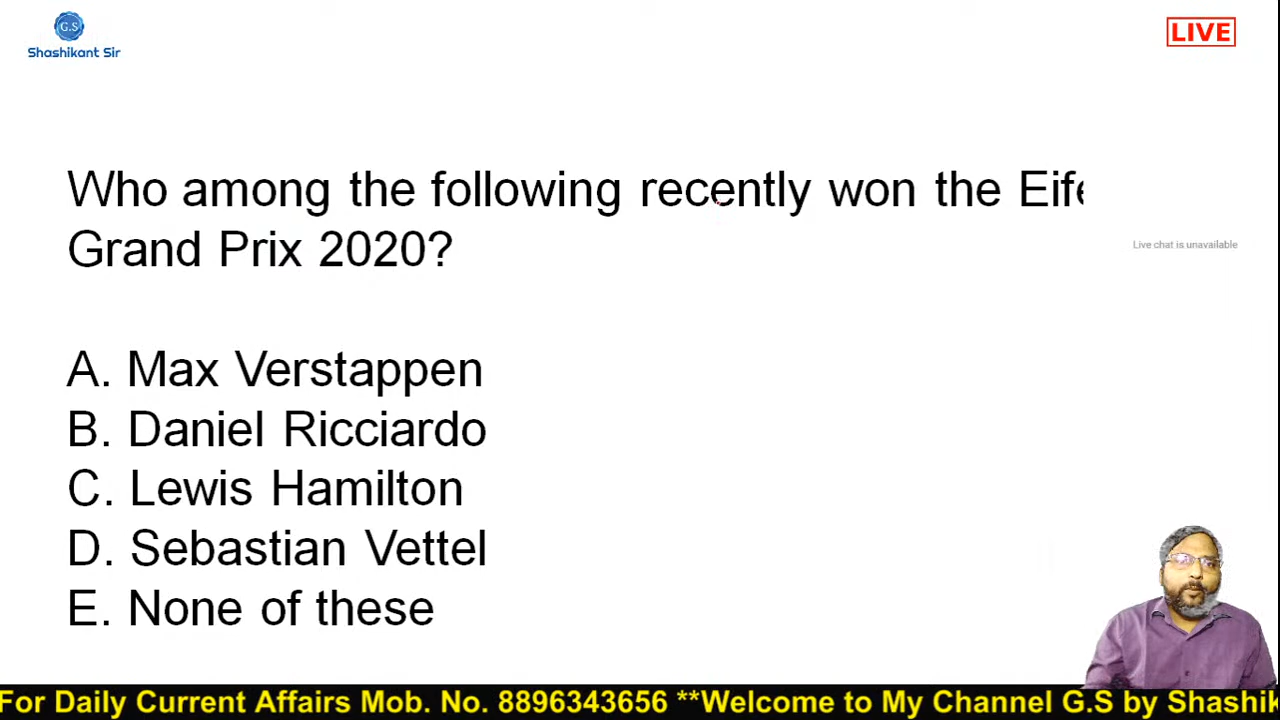 G.S
Shashikant Sir
LIVE
Who among the following recently won the Eife
Grand Prix 2020?
Live chat is unavailable
A. Max Verstappen
B. Daniel Ricciardo
C. Lewis Hamilton
D. Sebastian Vettel
E. None of these
For Daily Current Affairs Mob. No. 8896343656 **Welcome to My Channel G.S by Shashik